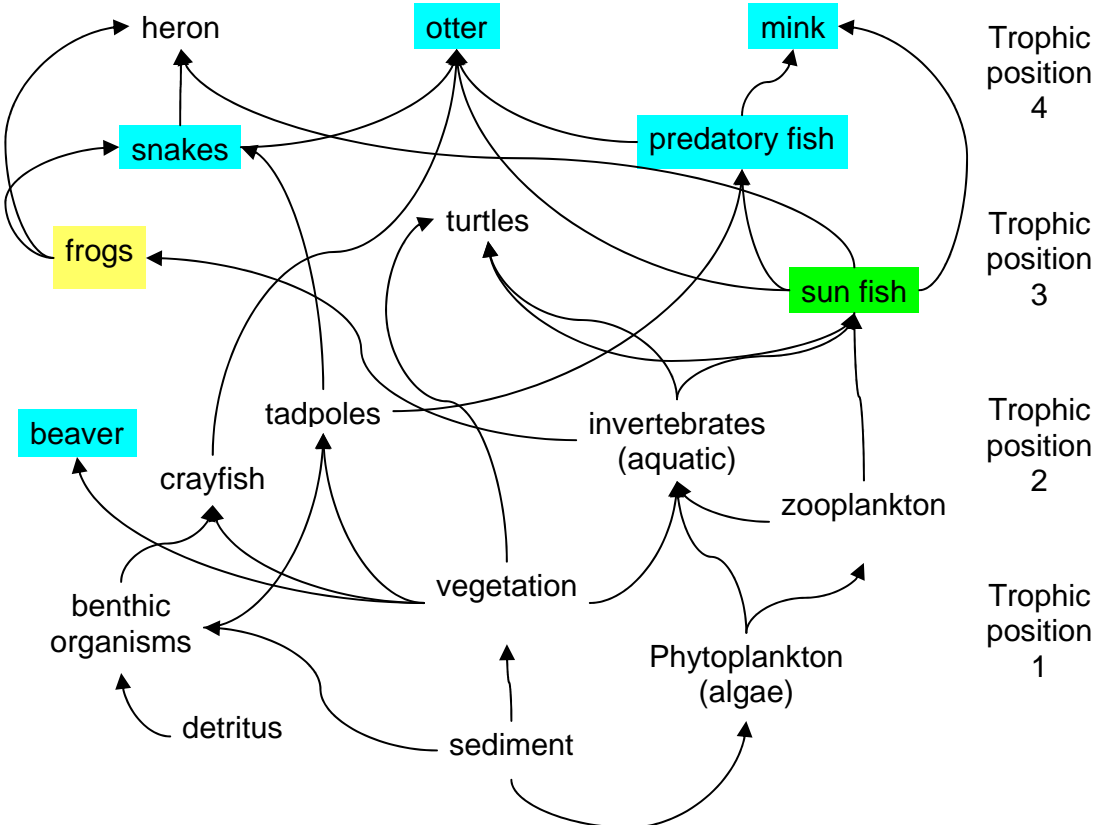 heron
otter
mink
Trophic
position
4
snakes
predatory fish
turtles
Trophic
position
3
frogs
sun fish
tadpoles
invertebrates
(aquatic)
Trophic
position
2
beaver
crayfish
zooplankton
vegetation
benthic
organisms
Trophic
position
1
Phytoplankton
(algae)
detritus
sediment